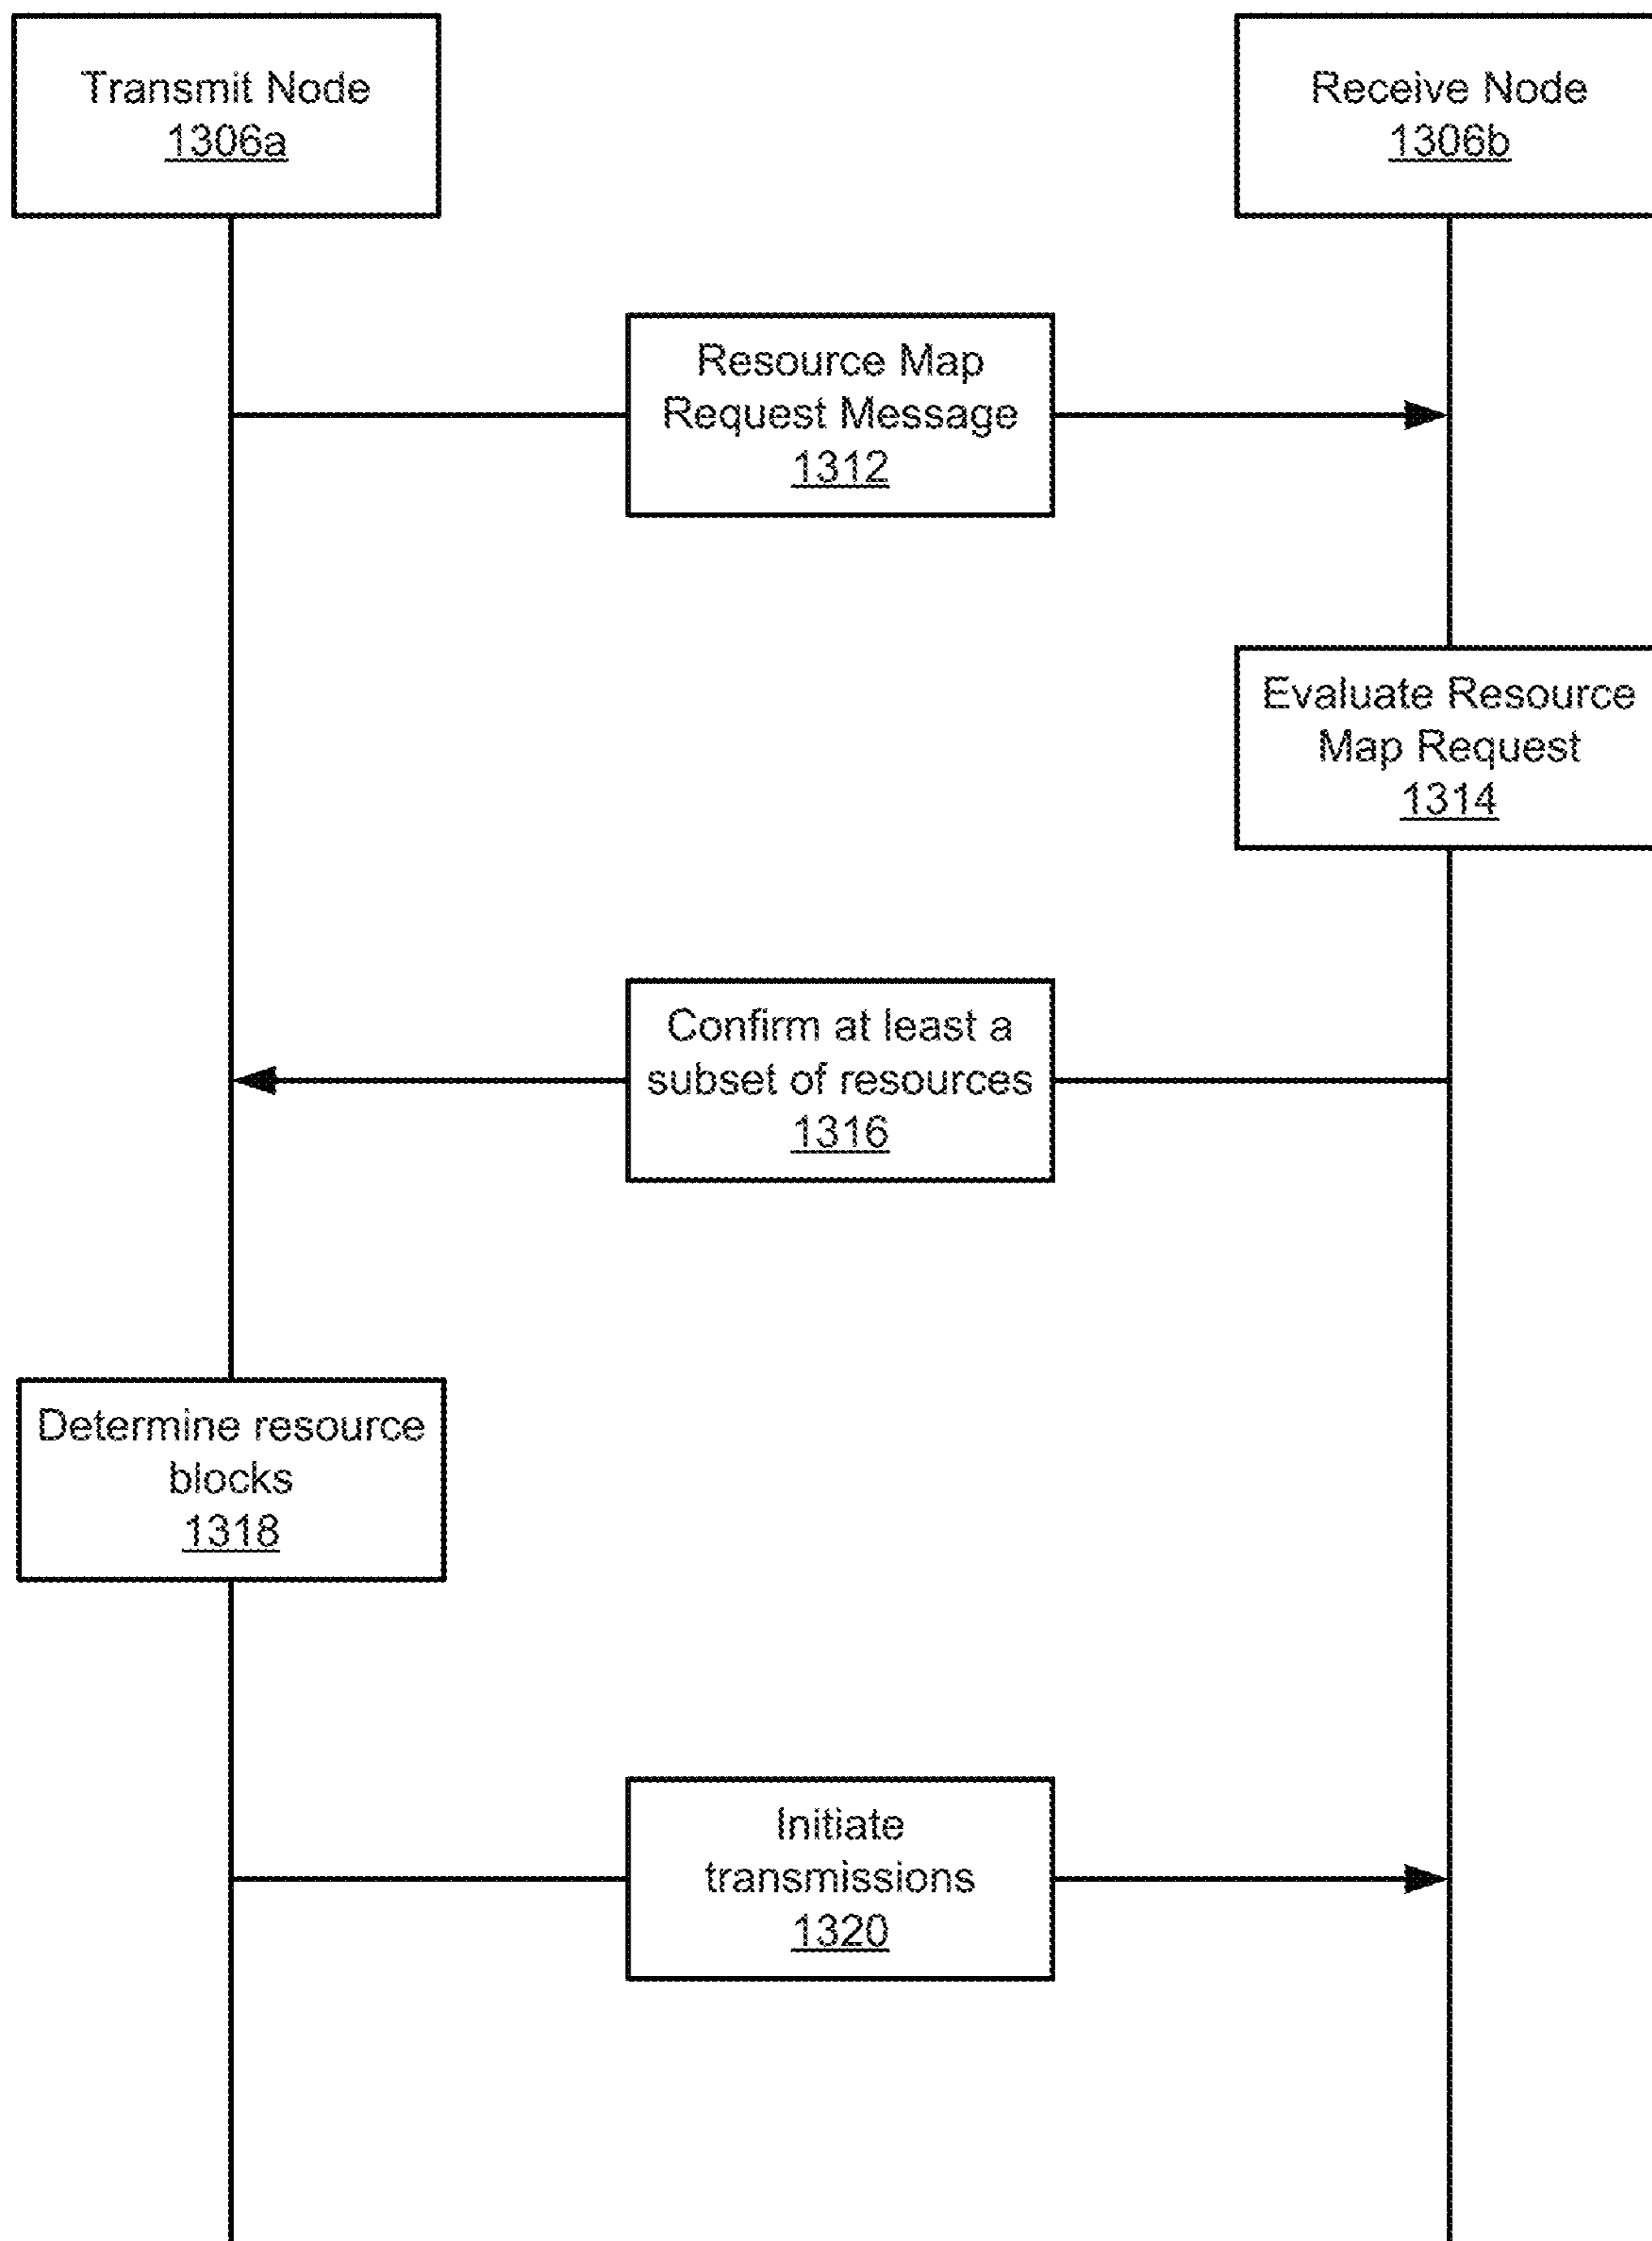 Transmit Node
1306a
Receive Node
1306b
Resource Map
Request Message
1312
Evaluate Resource
Map Request
1314
Confirm at least a
subset of resources
1316
Determine resource
blocks
1318
Initiate
transmissions
1320